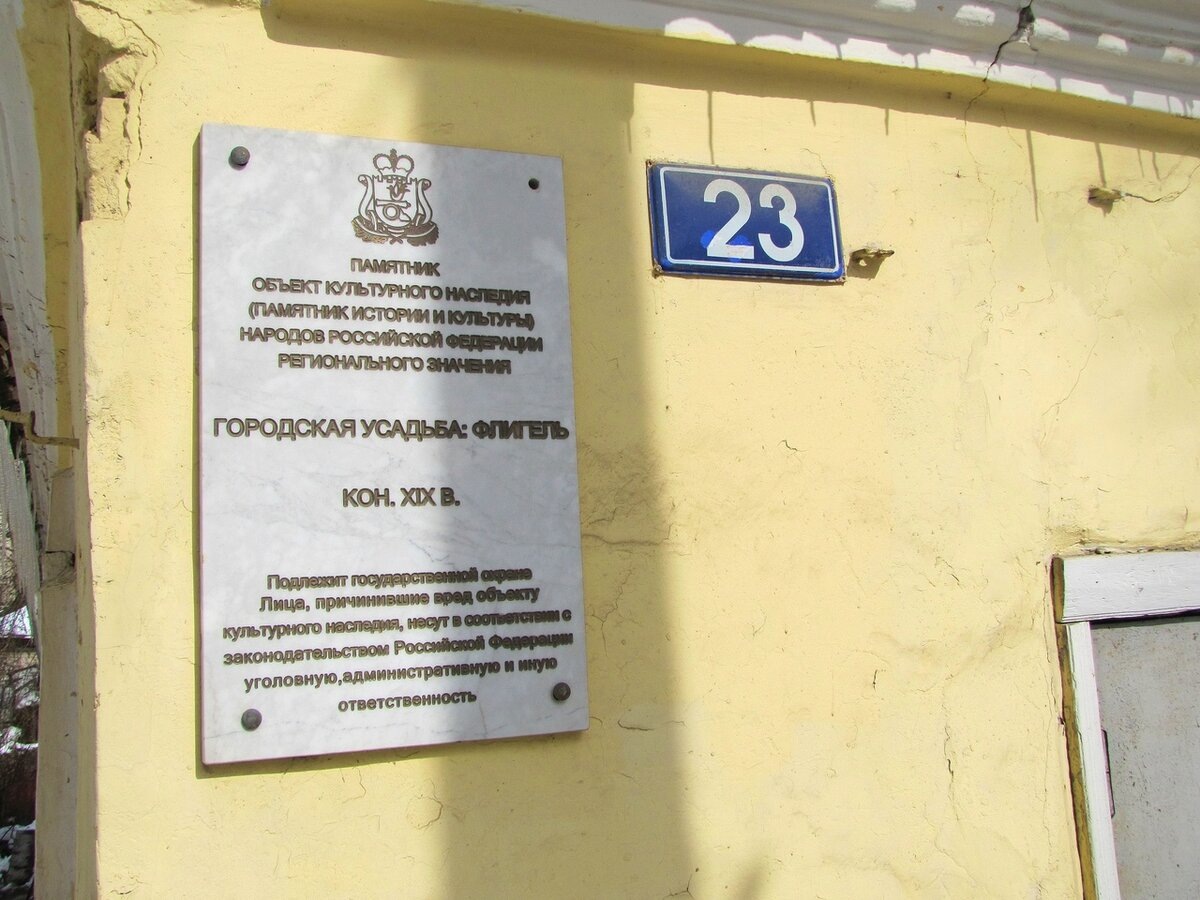 ПАМЯТНИК
ОБЪЕКТ КУЛЬТУРНОГО НАСЛЕДИЯ
(ПАМЯТНИК ИСТОРИИ И КУЛЬТУРЫ)
НАРОДОВ РОССИЙСКОЙ ФЕДЕРАЦИИ
РЕГИОНАЛЬНОГО ЗНАЧЕНИЯ
ГОРОДСКАЯ УСАДЬБА: ФЛИГЕЛЬ
КОН. XIX В.
Подлежит государственной охране
Лица, причинившие вред объекту
культурного наследия, несут в соответствии с
законодательством Российской Федерации
уголовную,административную и иную
ответственность
23